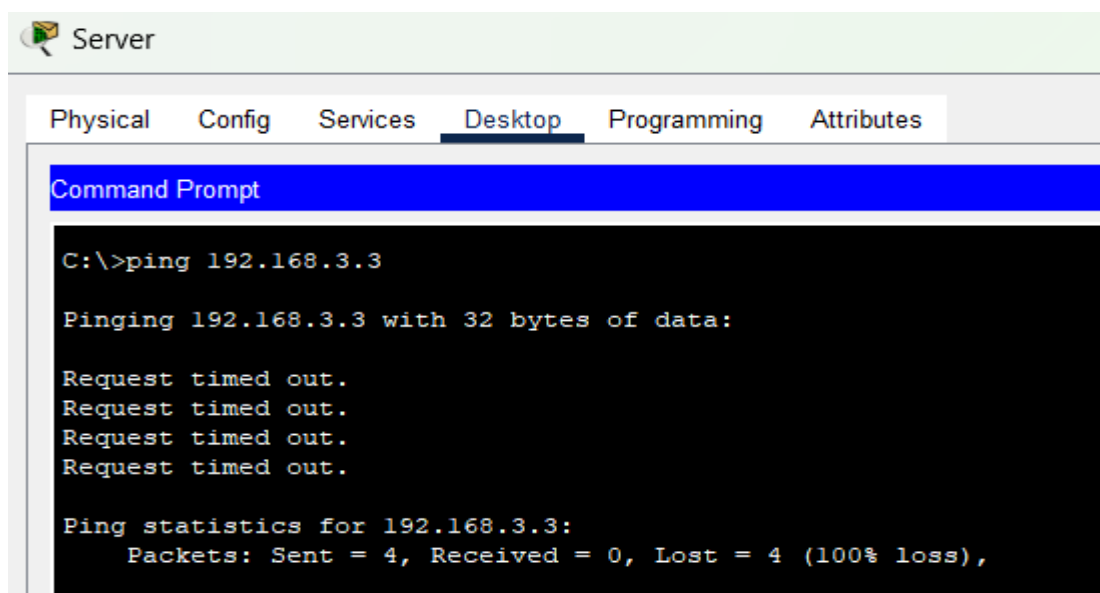 Server
Physical Config Services Desktop Programming Attributes
Command Prompt
C:\>ping 192.168.3.3
Pinging 192.168.3.3 with 32 bytes of data:
Request timed out.
Request timed out.
Request timed out.
Request timed out.
Ping statistics for 192.168.3.3:
Packets: Sent = 4, Received = 0, Lost = 4 (100% loss),